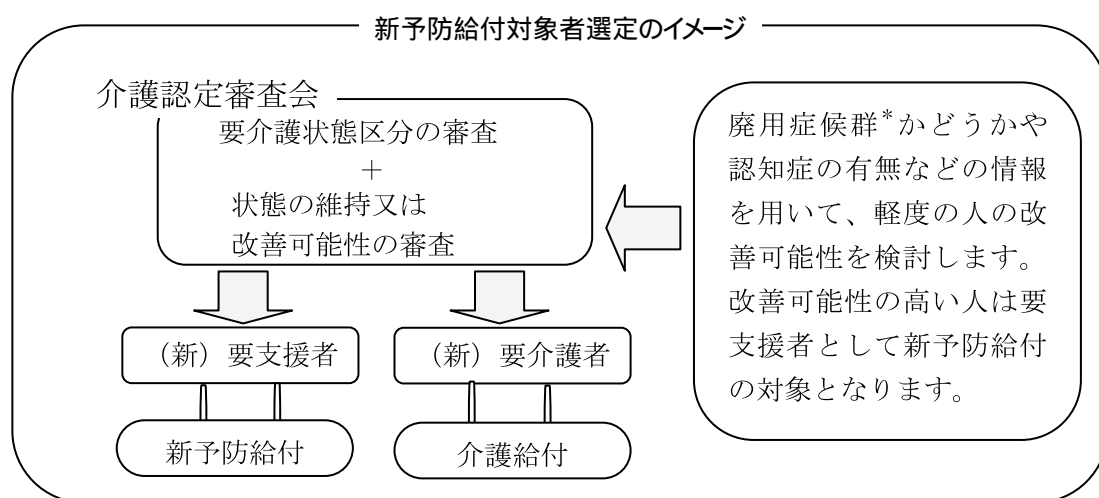 新予防給付対象者選定のイメージ
介護認定審査会
要介護状態区分の審査
＋
状態の維持又は
改善可能性の審査
廃用症候群*かどうかや
認知症の有無などの情報
を用いて、軽度の人の改
善可能性を検討します。
改善可能性の高い人は要
支援者として新予防給付
の対象となります。
（新）要支援者
（新）要介護者
新予防給付
介護給付